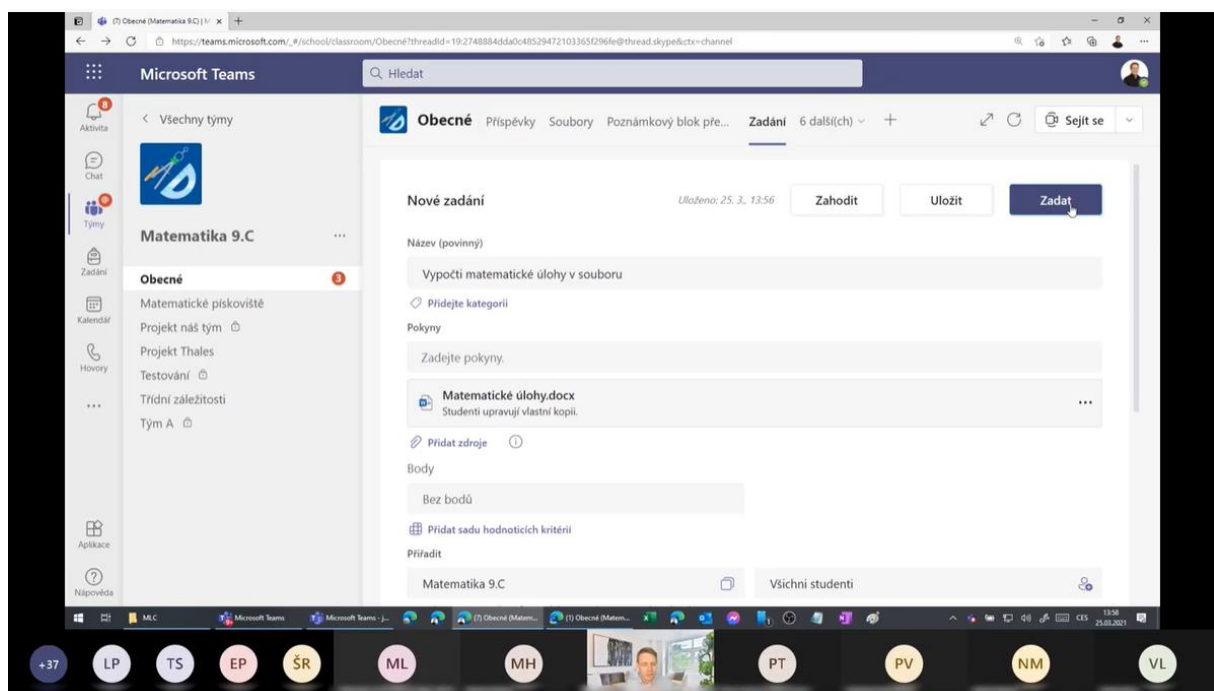 (7) Obecné (Matematika 9.C) | M
https://teams.microsoft.com/_#/school/classroom/Obecné?threadId=19:2748884dda0c48529472103365f296fe@thread.skype&ctx=channel
Microsoft Teams
Hledat
8
Aktivita
Chat
Týmy
Zadání
Kalendář
Hovory
Aplikace
Nápověda
Všechny týmy
Matematika 9.C
Obecné 3
Matematické pískoviště
Projekt náš tým
Projekt Thales
Testování
Třídní záležitosti
Tým A
Obecné Příspěvky Soubory Poznámkový blok pře... Zadání 6 další(ch) Sejít se
Nové zadání Uloženo: 25. 3., 13:56 Zahodit Uložit Zadat
Název (povinný)
Vypočti matematické úlohy v souboru
Přidejte kategorii
Pokyny
Zadejte pokyny.
Matematické úlohy.docx
Studenti upravují vlastní kopii.
Přidat zdroje
Body
Bez bodů
Přidat sadu hodnoticích kritérií
Přiřadit
Matematika 9.C Všichni studenti
MLC Microsoft Teams Microsoft Teams - j... (7) Obecné (Matem... (1) Obecné (Matem... CES 13:58
25.03.2021
+37 LP TS EP ŠR ML MH PT PV NM VL